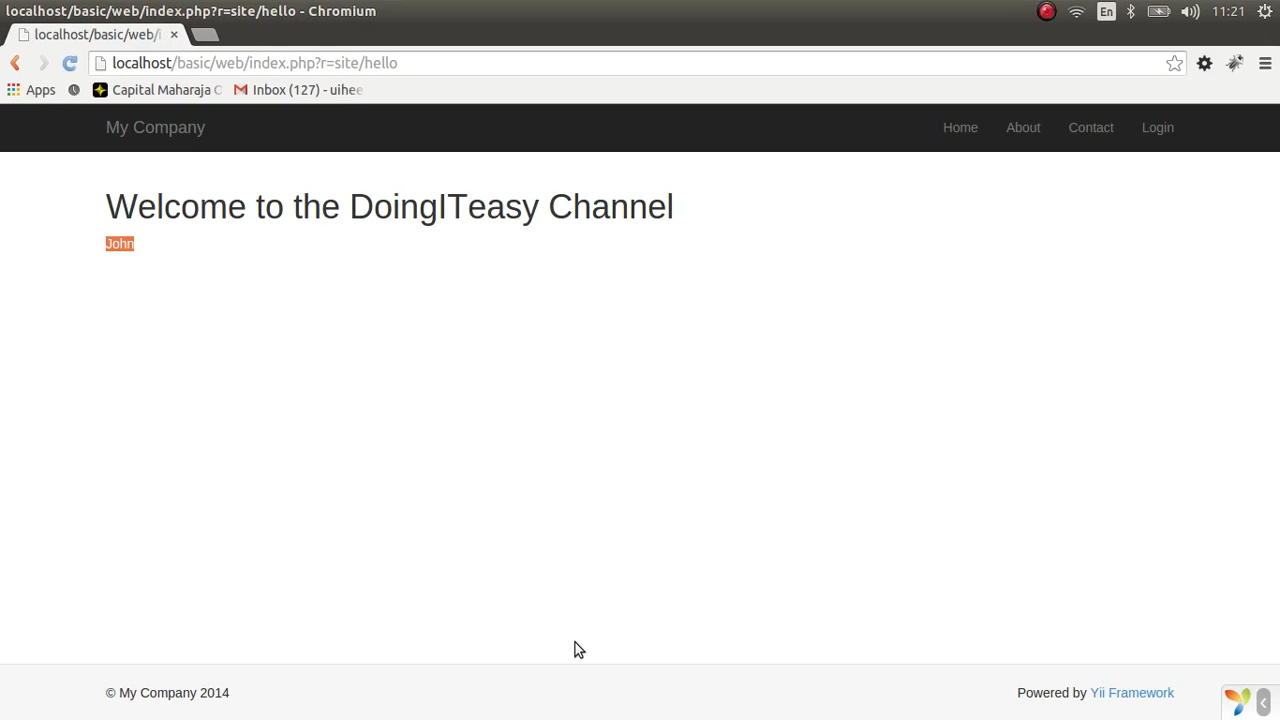 localhost/basic/web/index.php?r=site/hello - Chromium
En
11:21
localhost/basic/web/i
localhost/basic/web/index.php?r=site/hello
Apps
Capital Maharaja
Inbox (127) - uihee
My Company
Home
About
Contact
Login
Welcome to the DoingITeasy Channel
John
© My Company 2014
Powered by Yii Framework